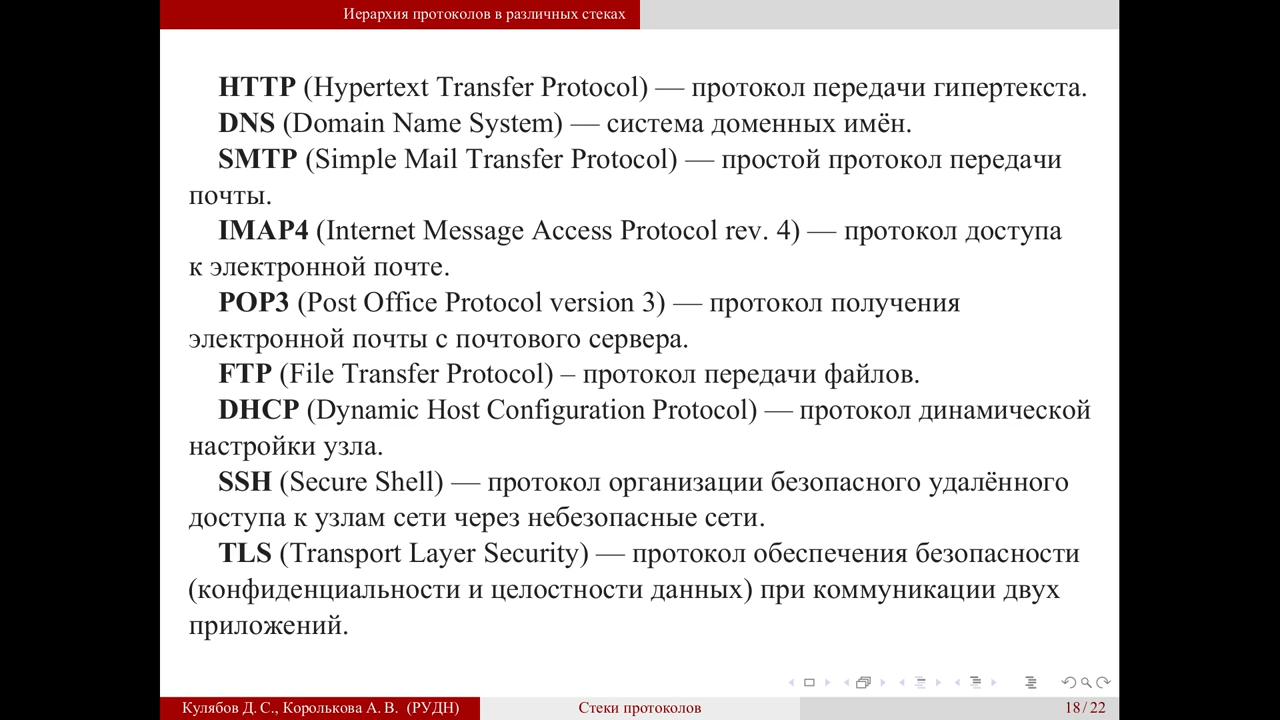 Иерархия протоколов в различных стеках
HTTP (Hypertext Transfer Protocol) — протокол передачи гипертекста.
DNS (Domain Name System) — система доменных имён.
SMTP (Simple Mail Transfer Protocol) — простой протокол передачи
почты.
IMAP4 (Internet Message Access Protocol rev. 4) — протокол доступа
к электронной почте.
POP3 (Post Office Protocol version 3) — протокол получения
электронной почты с почтового сервера.
FTP (File Transfer Protocol) – протокол передачи файлов.
DHCP (Dynamic Host Configuration Protocol) — протокол динамической
настройки узла.
SSH (Secure Shell) — протокол организации безопасного удалённого
доступа к узлам сети через небезопасные сети.
TLS (Transport Layer Security) — протокол обеспечения безопасности
(конфиденциальности и целостности данных) при коммуникации двух
приложений.
Кулябов Д. С., Королькова А. В. (РУДН) Стеки протоколов 18 / 22